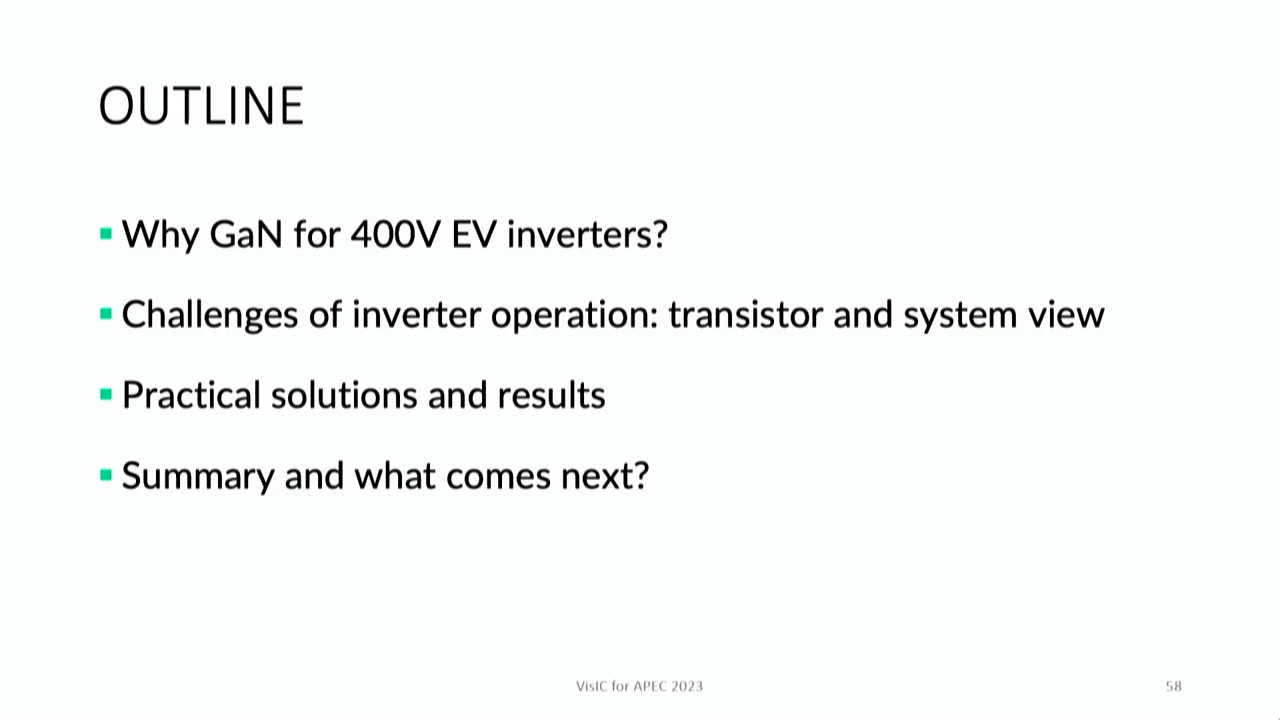 OUTLINE
Why GaN for 400V EV inverters?
Challenges of inverter operation: transistor and system view
Practical solutions and results
Summary and what comes next?
VisIC for APEC 2023
58